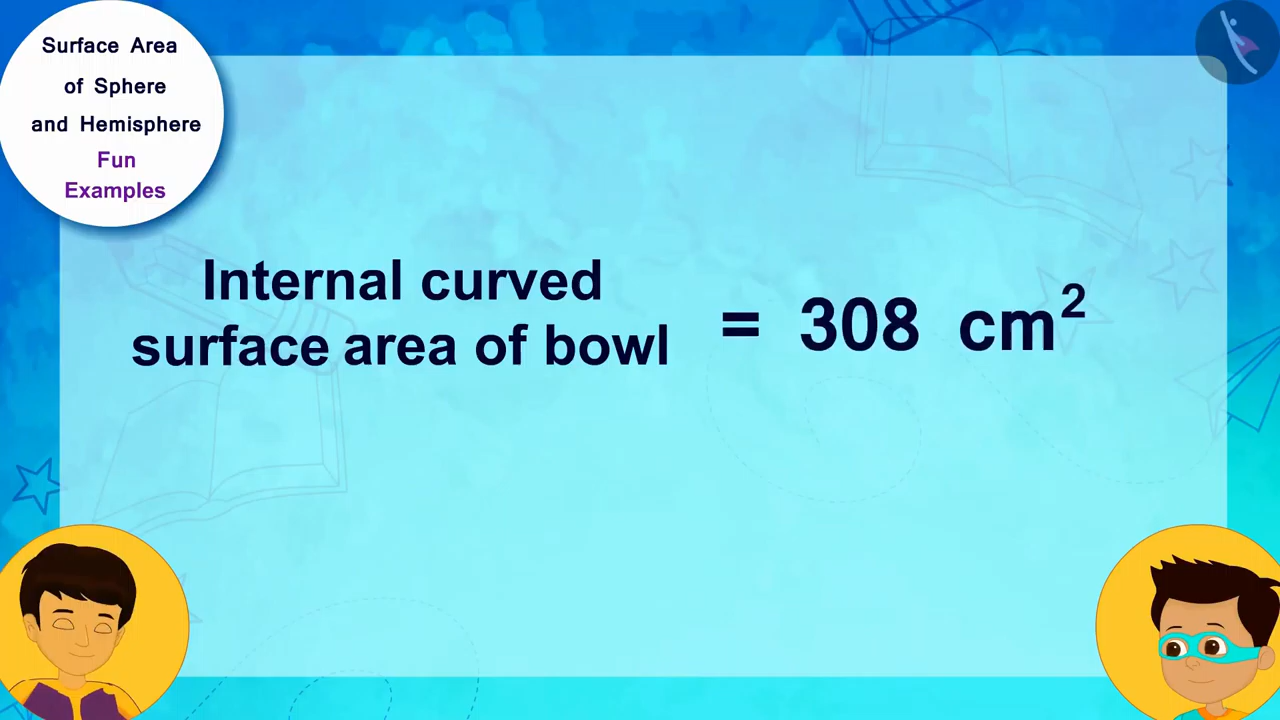 Surface Area
of Sphere
and Hemisphere
Fun
Examples
Internal curved
surface area of bowl
= 308 cm²